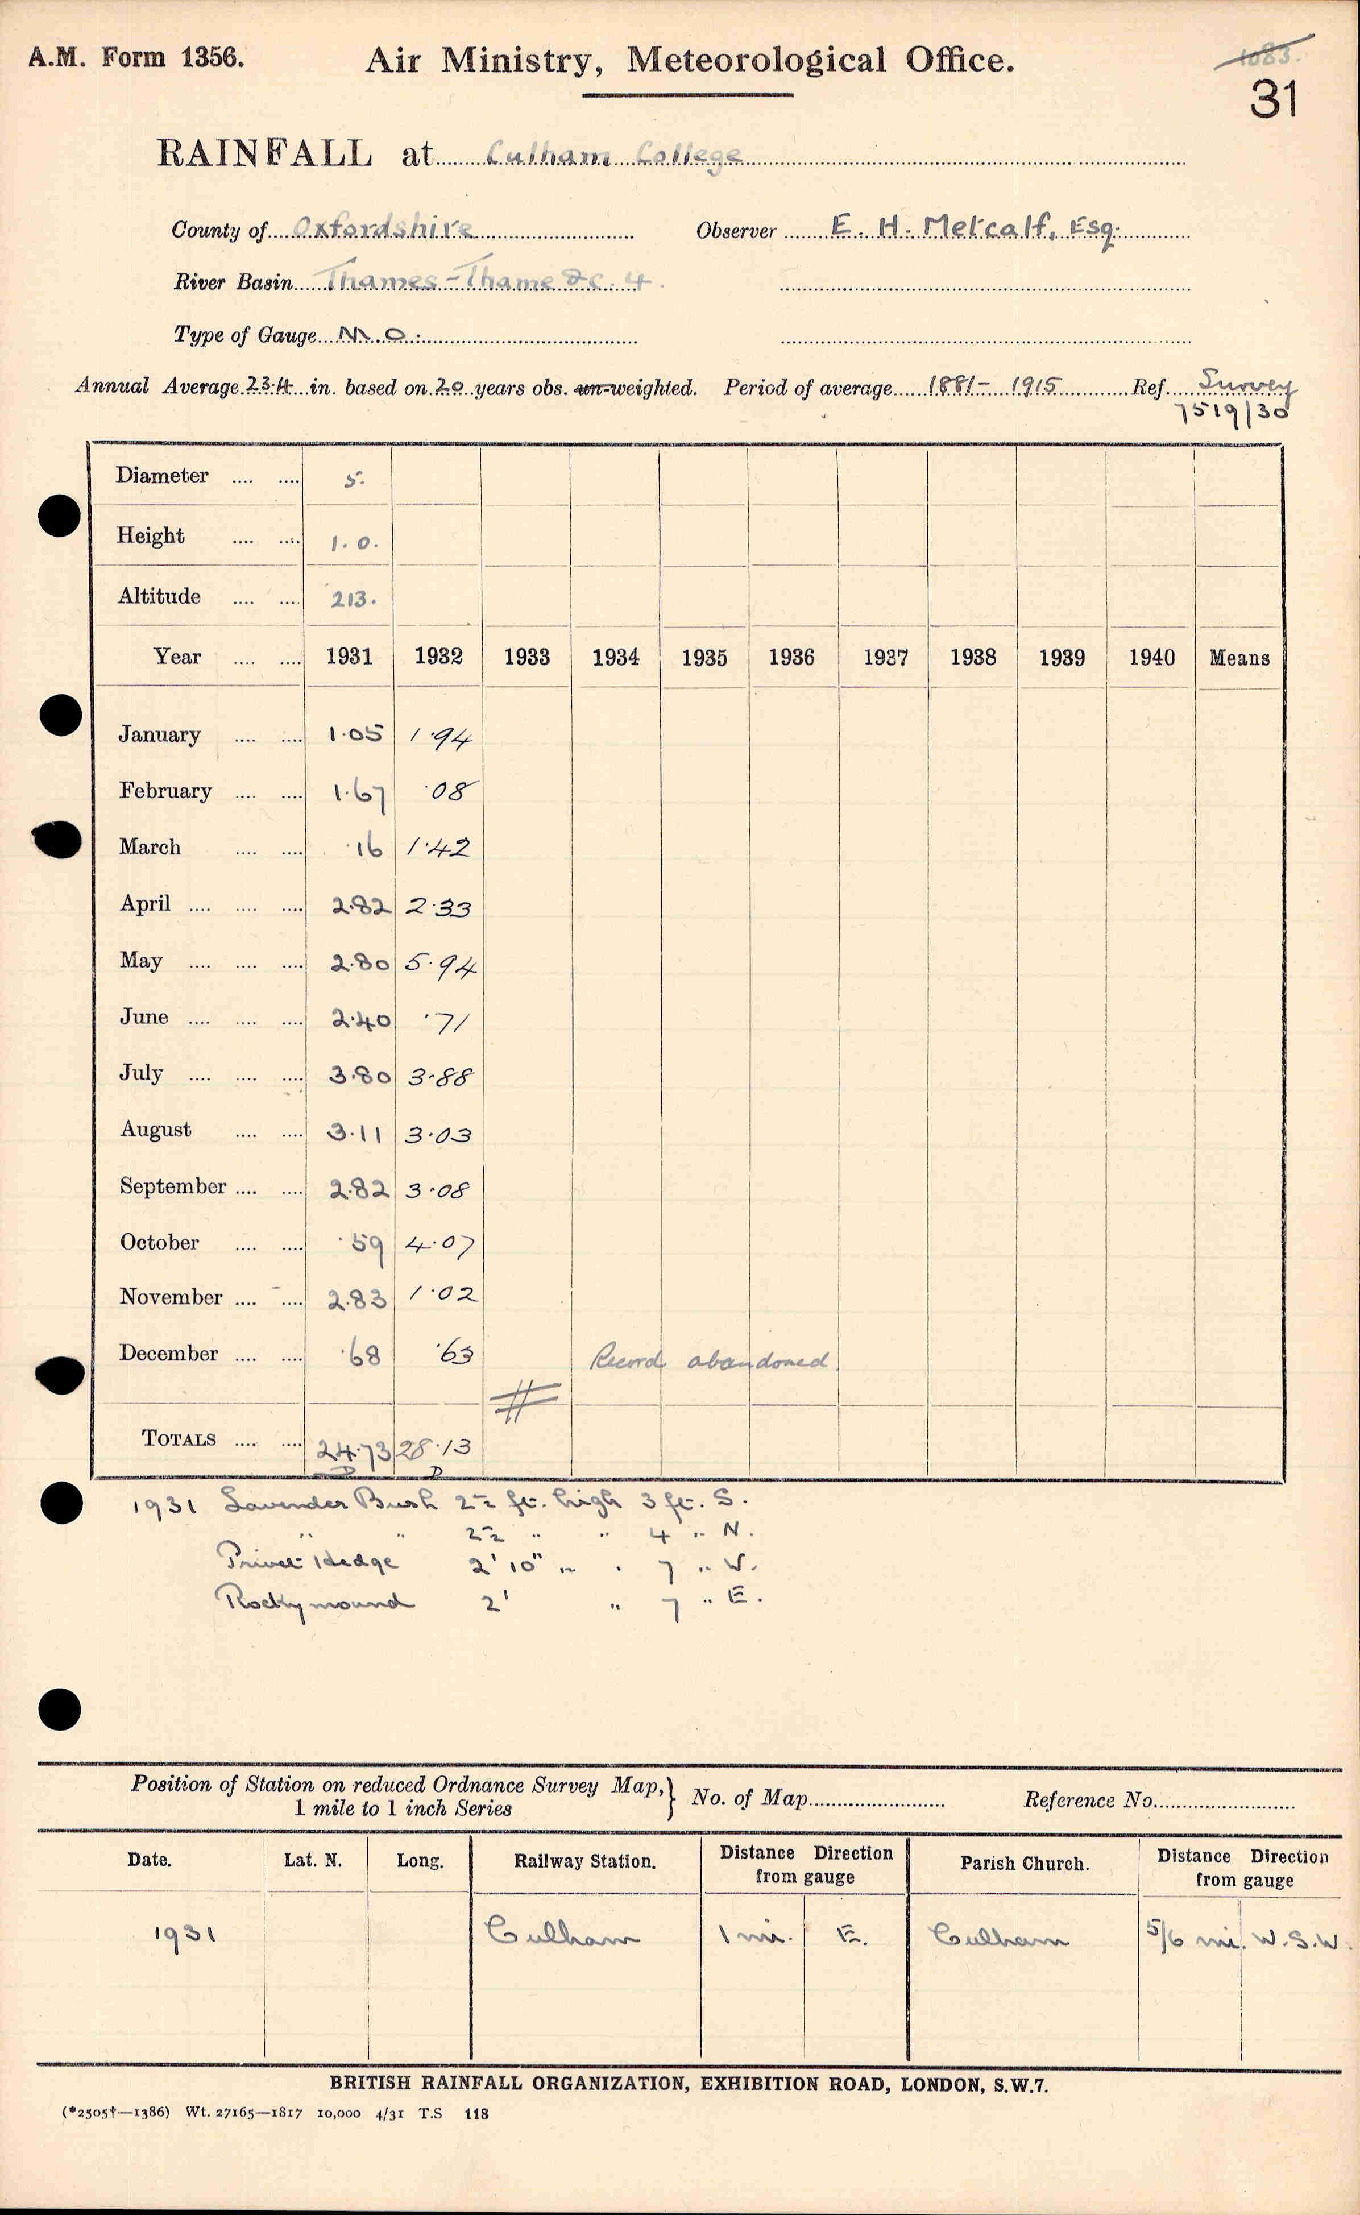 A.M. Form 1356.
Air Ministry, Meteorological Office.
1083.
31
RAINFALL at Culham College
County of Oxfordshire Observer E. H. Metcalf, Esq.
River Basin Thames-Thame &c. 4.
Type of Gauge M.O.
Annual Average 23.4 in. based on 20 years obs. un-weighted. Period of average 1881-1915 Ref. Survey
7519/30
Diameter .... .... 5.
Height .... .... 1.0.
Altitude .... .... 213.
Year .... .... 1931 1932 1933 1934 1935 1936 1937 1938 1939 1940 Means
January .... .... 1.05 1.94
February .... .... 1.67 .08
March .... .... .16 1.42
April .... .... .... 2.82 2.33
May .... .... .... 2.80 5.94
June .... .... .... 2.40 .71
July .... .... .... 3.80 3.88
August .... .... 3.11 3.03
September .... .... 2.82 3.08
October .... .... .59 4.07
November .... .... 2.83 1.02
December .... .... .68 .63 Record abandoned.
TOTALS .... .... 24.73 28.13
D D
1931 Lavender Bush 2½ ft. high 3 ft. S.
" " 2½ " " 4 " N.
Privet Hedge 2' 10" " " 7 " W.
Rocky mound 2' " 7 " E.
Position of Station on reduced Ordnance Survey Map, } No. of Map Reference No.
1 mile to 1 inch Series
Date. Lat. N. Long. Railway Station. Distance Direction from gauge Parish Church. Distance Direction from gauge
1931 Culham 1 mi. E. Culham 5/6 mi. W.S.W.
BRITISH RAINFALL ORGANIZATION, EXHIBITION ROAD, LONDON, S.W.7.
(*2505†—1386) Wt. 27165—1817 10,000 4/31 T.S 118